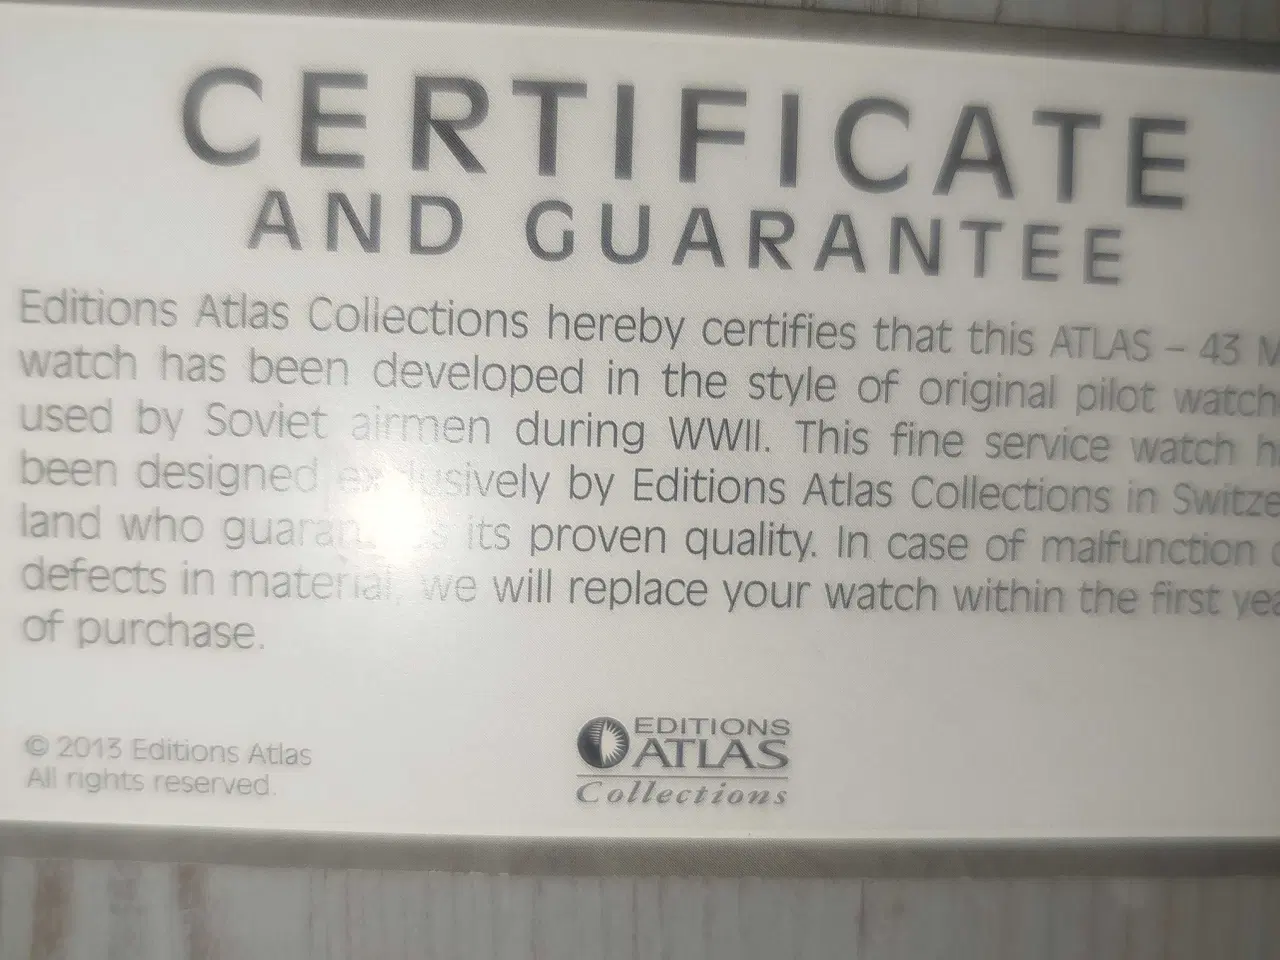 CERTIFICATE
AND GUARANTEE
Editions Atlas Collections hereby certifies that this ATLAS – 43
watch has been developed in the style of original pilot
used by Soviet airmen during WWII. This fine service watch
been designed exclusively by Editions Atlas Collections in
land who guarantees its proven quality. In case of malfunction
defects in material, we will replace your watch within the first
of purchase.
© 2013 Editions Atlas
All rights reserved.
EDITIONS
ATLAS
Collections